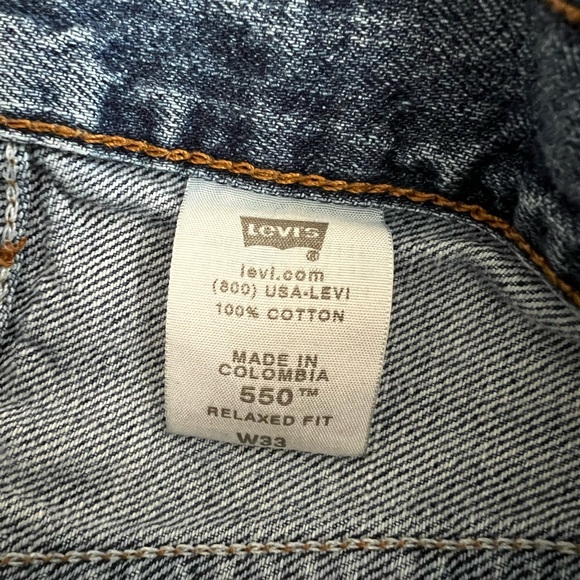 LEVI'S
®
levi.com
(800) USA-LEVI
100% COTTON
MADE IN
COLOMBIA
550™
RELAXED FIT
W33